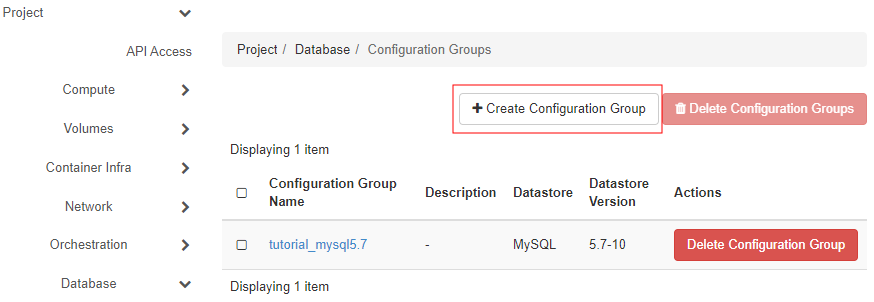 Project
API Access
Compute
Volumes
Container Infra
Network
Orchestration
Database
Project / Database / Configuration Groups
Create Configuration Group Delete Configuration Groups
Displaying 1 item
Configuration Group Name Description Datastore Datastore Version Actions
tutorial_mysql5.7 - MySQL 5.7-10 Delete Configuration Group
Displaying 1 item